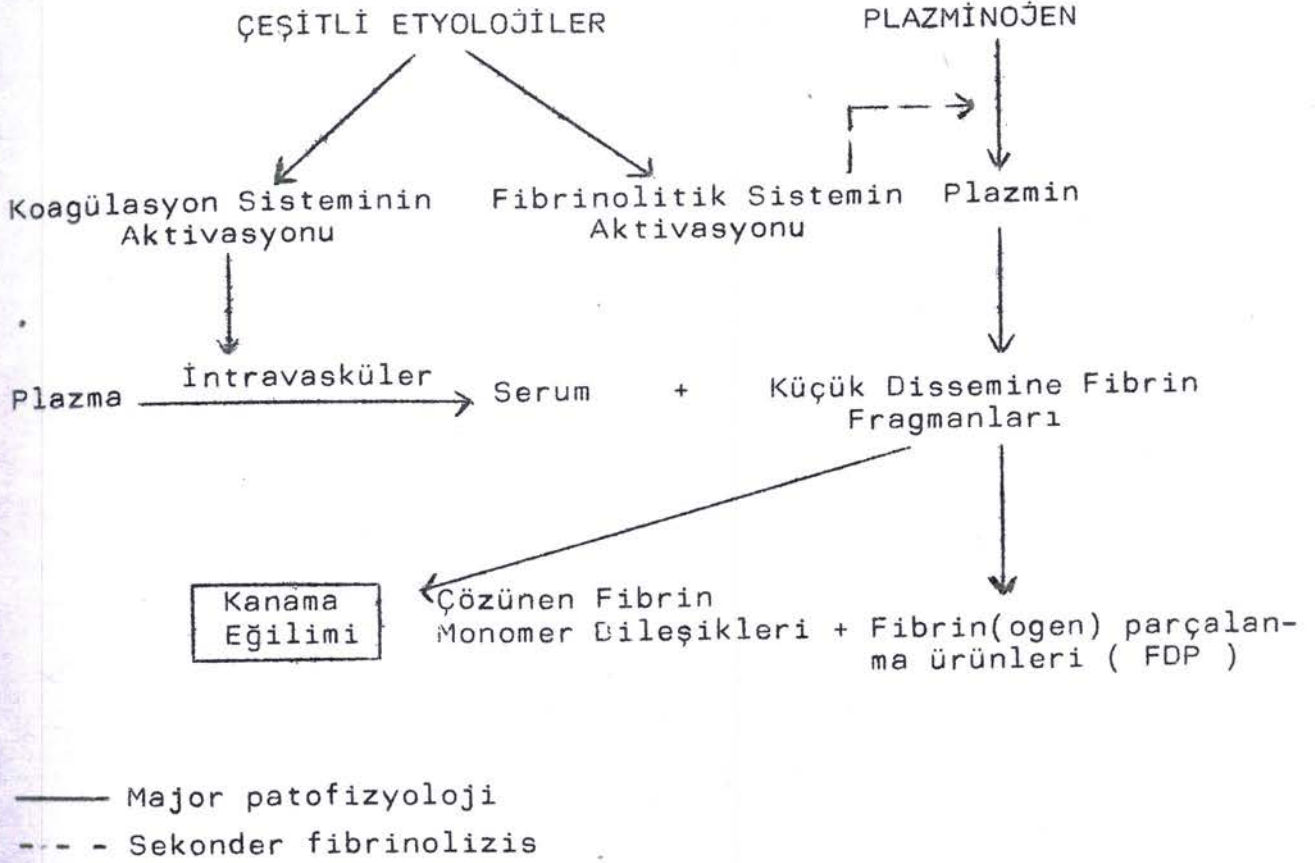 ÇEŞİTLİ ETYOLOJİLER
PLAZMİNOJEN
Koagülasyon Sisteminin
Aktivasyonu
Fibrinolitik Sistemin
Aktivasyonu
Plazmin
Plazma
İntravasküler
Serum
+
Küçük Dissemine Fibrin
Fragmanları
Kanama
Eğilimi
Çözünen Fibrin
Monomer Bileşikleri + Fibrin(ogen) parçalan-
ma ürünleri ( FDP )
Major patofizyoloji
Sekonder fibrinolizis